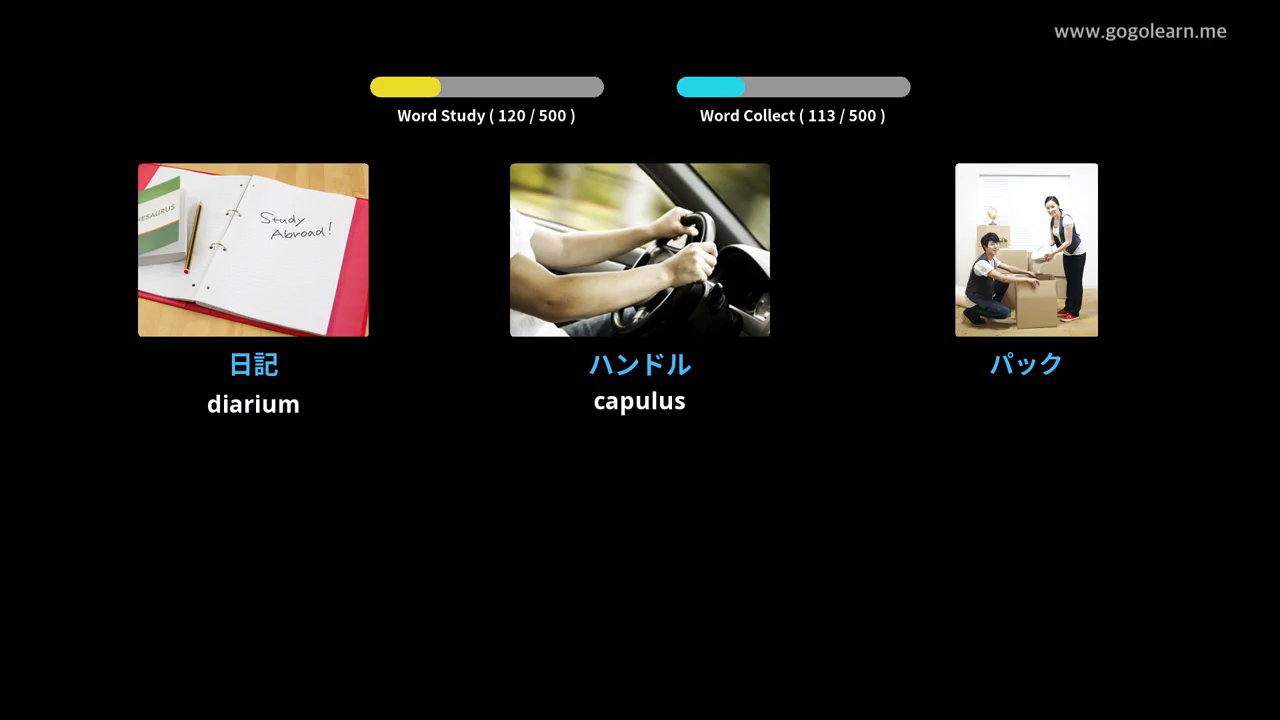 www.gogolearn.me
Word Study ( 120 / 500 )
Word Collect ( 113 / 500 )
THESAURUS
Study
Abroad!
日記
ハンドル
パック
diarium
capulus